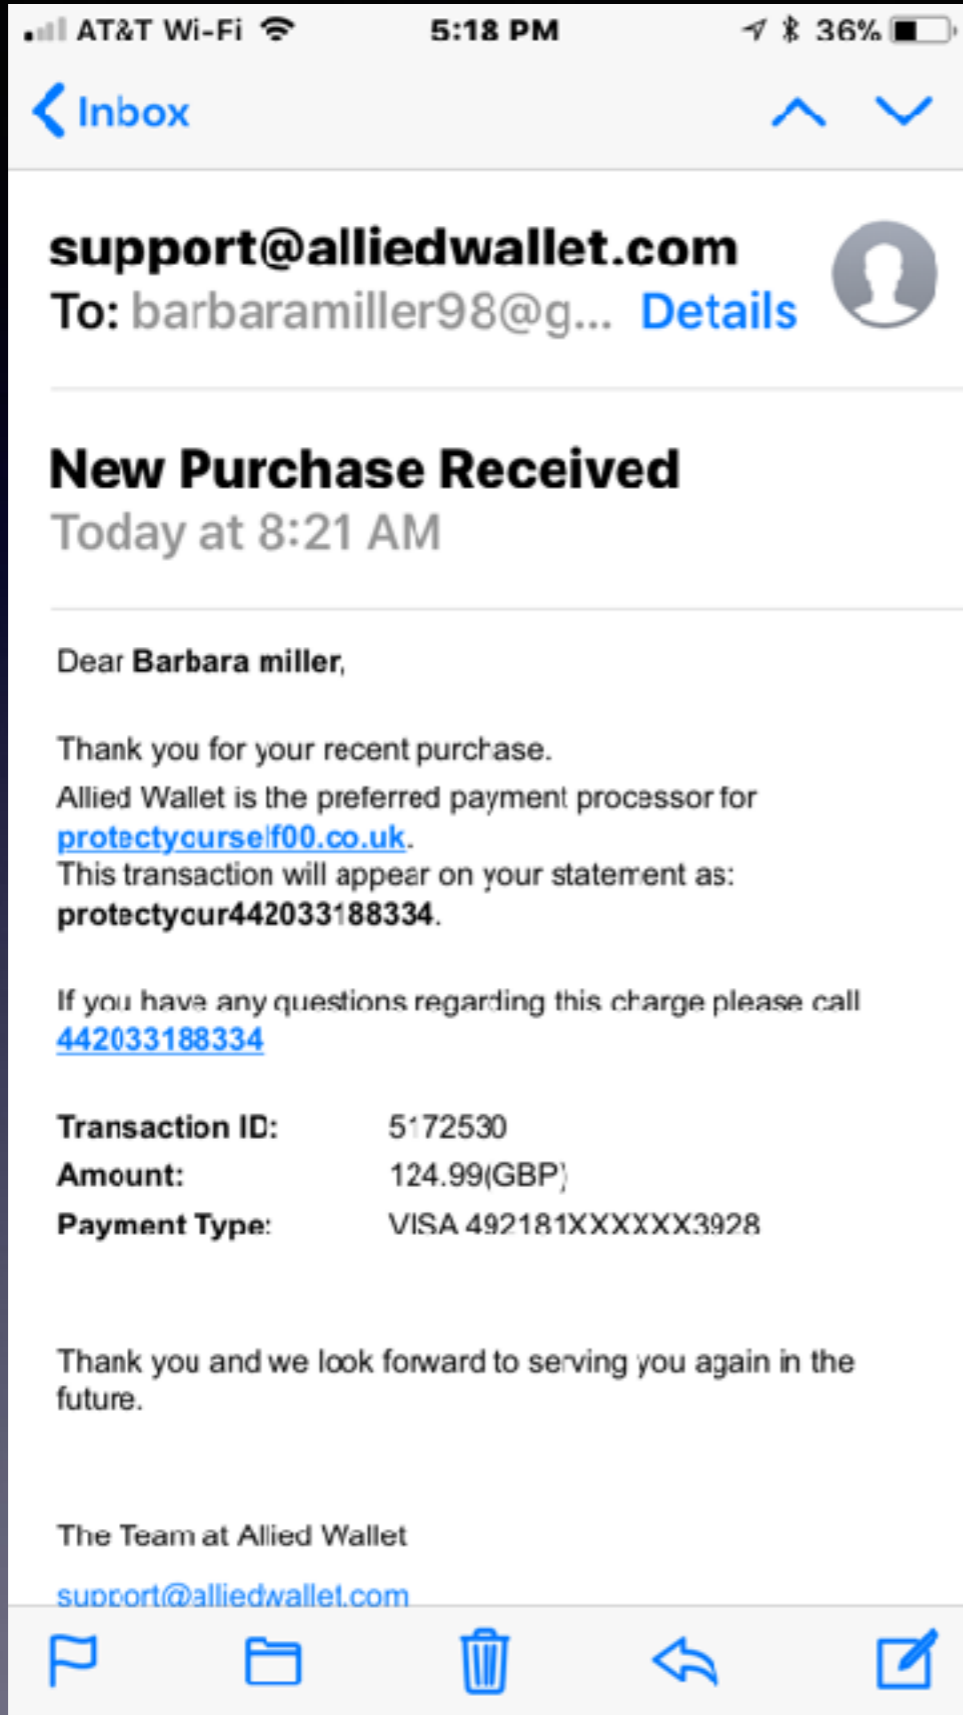 AT&T Wi-Fi 5:18 PM 36%
Inbox
support@alliedwallet.com
To: barbaramiller98@g... Details
New Purchase Received
Today at 8:21 AM
Dear Barbara miller,
Thank you for your recent purchase.
Allied Wallet is the preferred payment processor for
protectyourself00.co.uk.
This transaction will appear on your statement as:
protectyour442033188334.
If you have any questions regarding this charge please call
442033188334
Transaction ID: 5172530
Amount: 124.99(GBP)
Payment Type: VISA 492181XXXXXX3928
Thank you and we look forward to serving you again in the
future.
The Team at Allied Wallet
support@alliedwallet.com